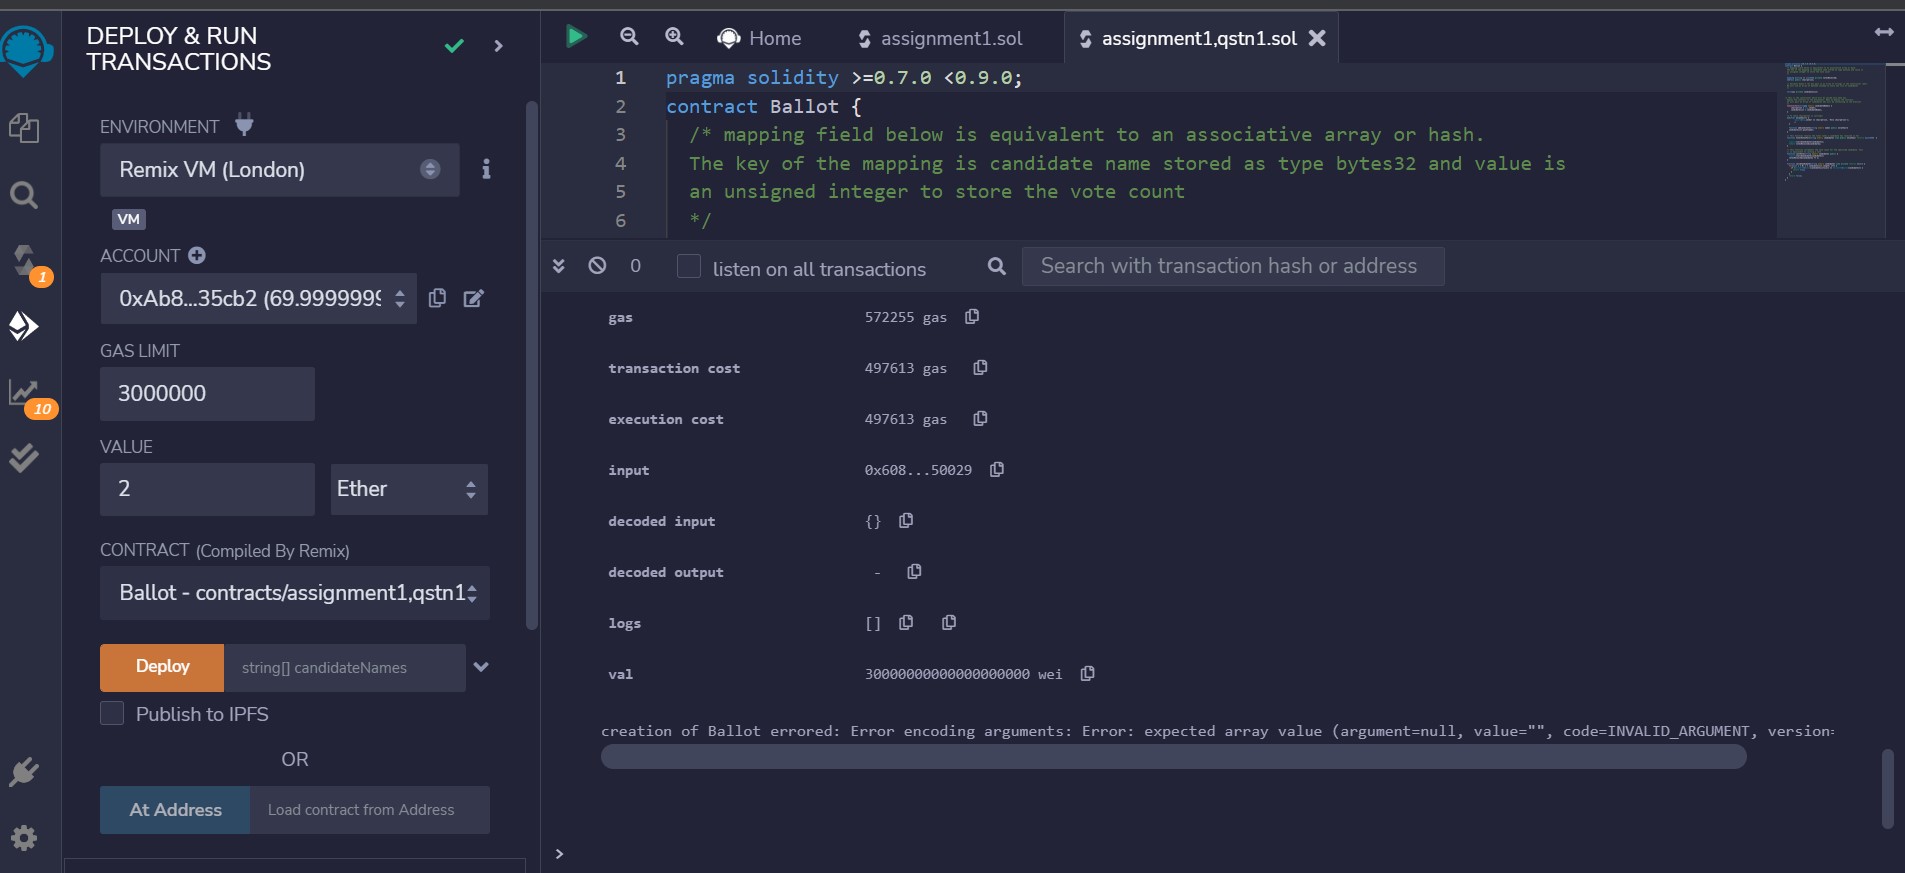 DEPLOY & RUN
TRANSACTIONS
ENVIRONMENT
Remix VM (London)
VM
ACCOUNT
0xAb8...35cb2 (69.9999999
GAS LIMIT
3000000
VALUE
2
Ether
CONTRACT (Compiled By Remix)
Ballot - contracts/assignment1,qstn1
Deploy
string[] candidateNames
Publish to IPFS
OR
At Address
Load contract from Address
1
10
Home
assignment1.sol
assignment1,qstn1.sol
1 pragma solidity >=0.7.0 <0.9.0;
2 contract Ballot {
3 /* mapping field below is equivalent to an associative array or hash.
4 The key of the mapping is candidate name stored as type bytes32 and value is
5 an unsigned integer to store the vote count
6 */
0
listen on all transactions
Search with transaction hash or address
gas 572255 gas
transaction cost 497613 gas
execution cost 497613 gas
input 0x608...50029
decoded input {}
decoded output -
logs []
val 30000000000000000000 wei
creation of Ballot errored: Error encoding arguments: Error: expected array value (argument=null, value="", code=INVALID_ARGUMENT, version=
>